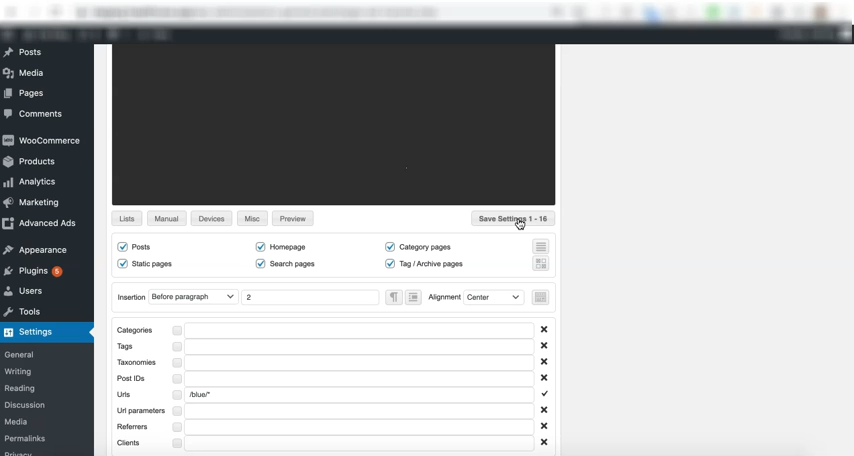 Posts
Media
Pages
Comments
WooCommerce
Products
Analytics
Marketing
Advanced Ads
Appearance
Plugins 5
Users
Tools
Settings
General
Writing
Reading
Discussion
Media
Permalinks
Privacy
Lists Manual Devices Misc Preview Save Settings 1 - 16
Posts Homepage Category pages
Static pages Search pages Tag / Archive pages
Insertion Before paragraph 2 Alignment Center
Categories
Tags
Taxonomies
Post IDs
Urls /blue/*
Url parameters
Referrers
Clients